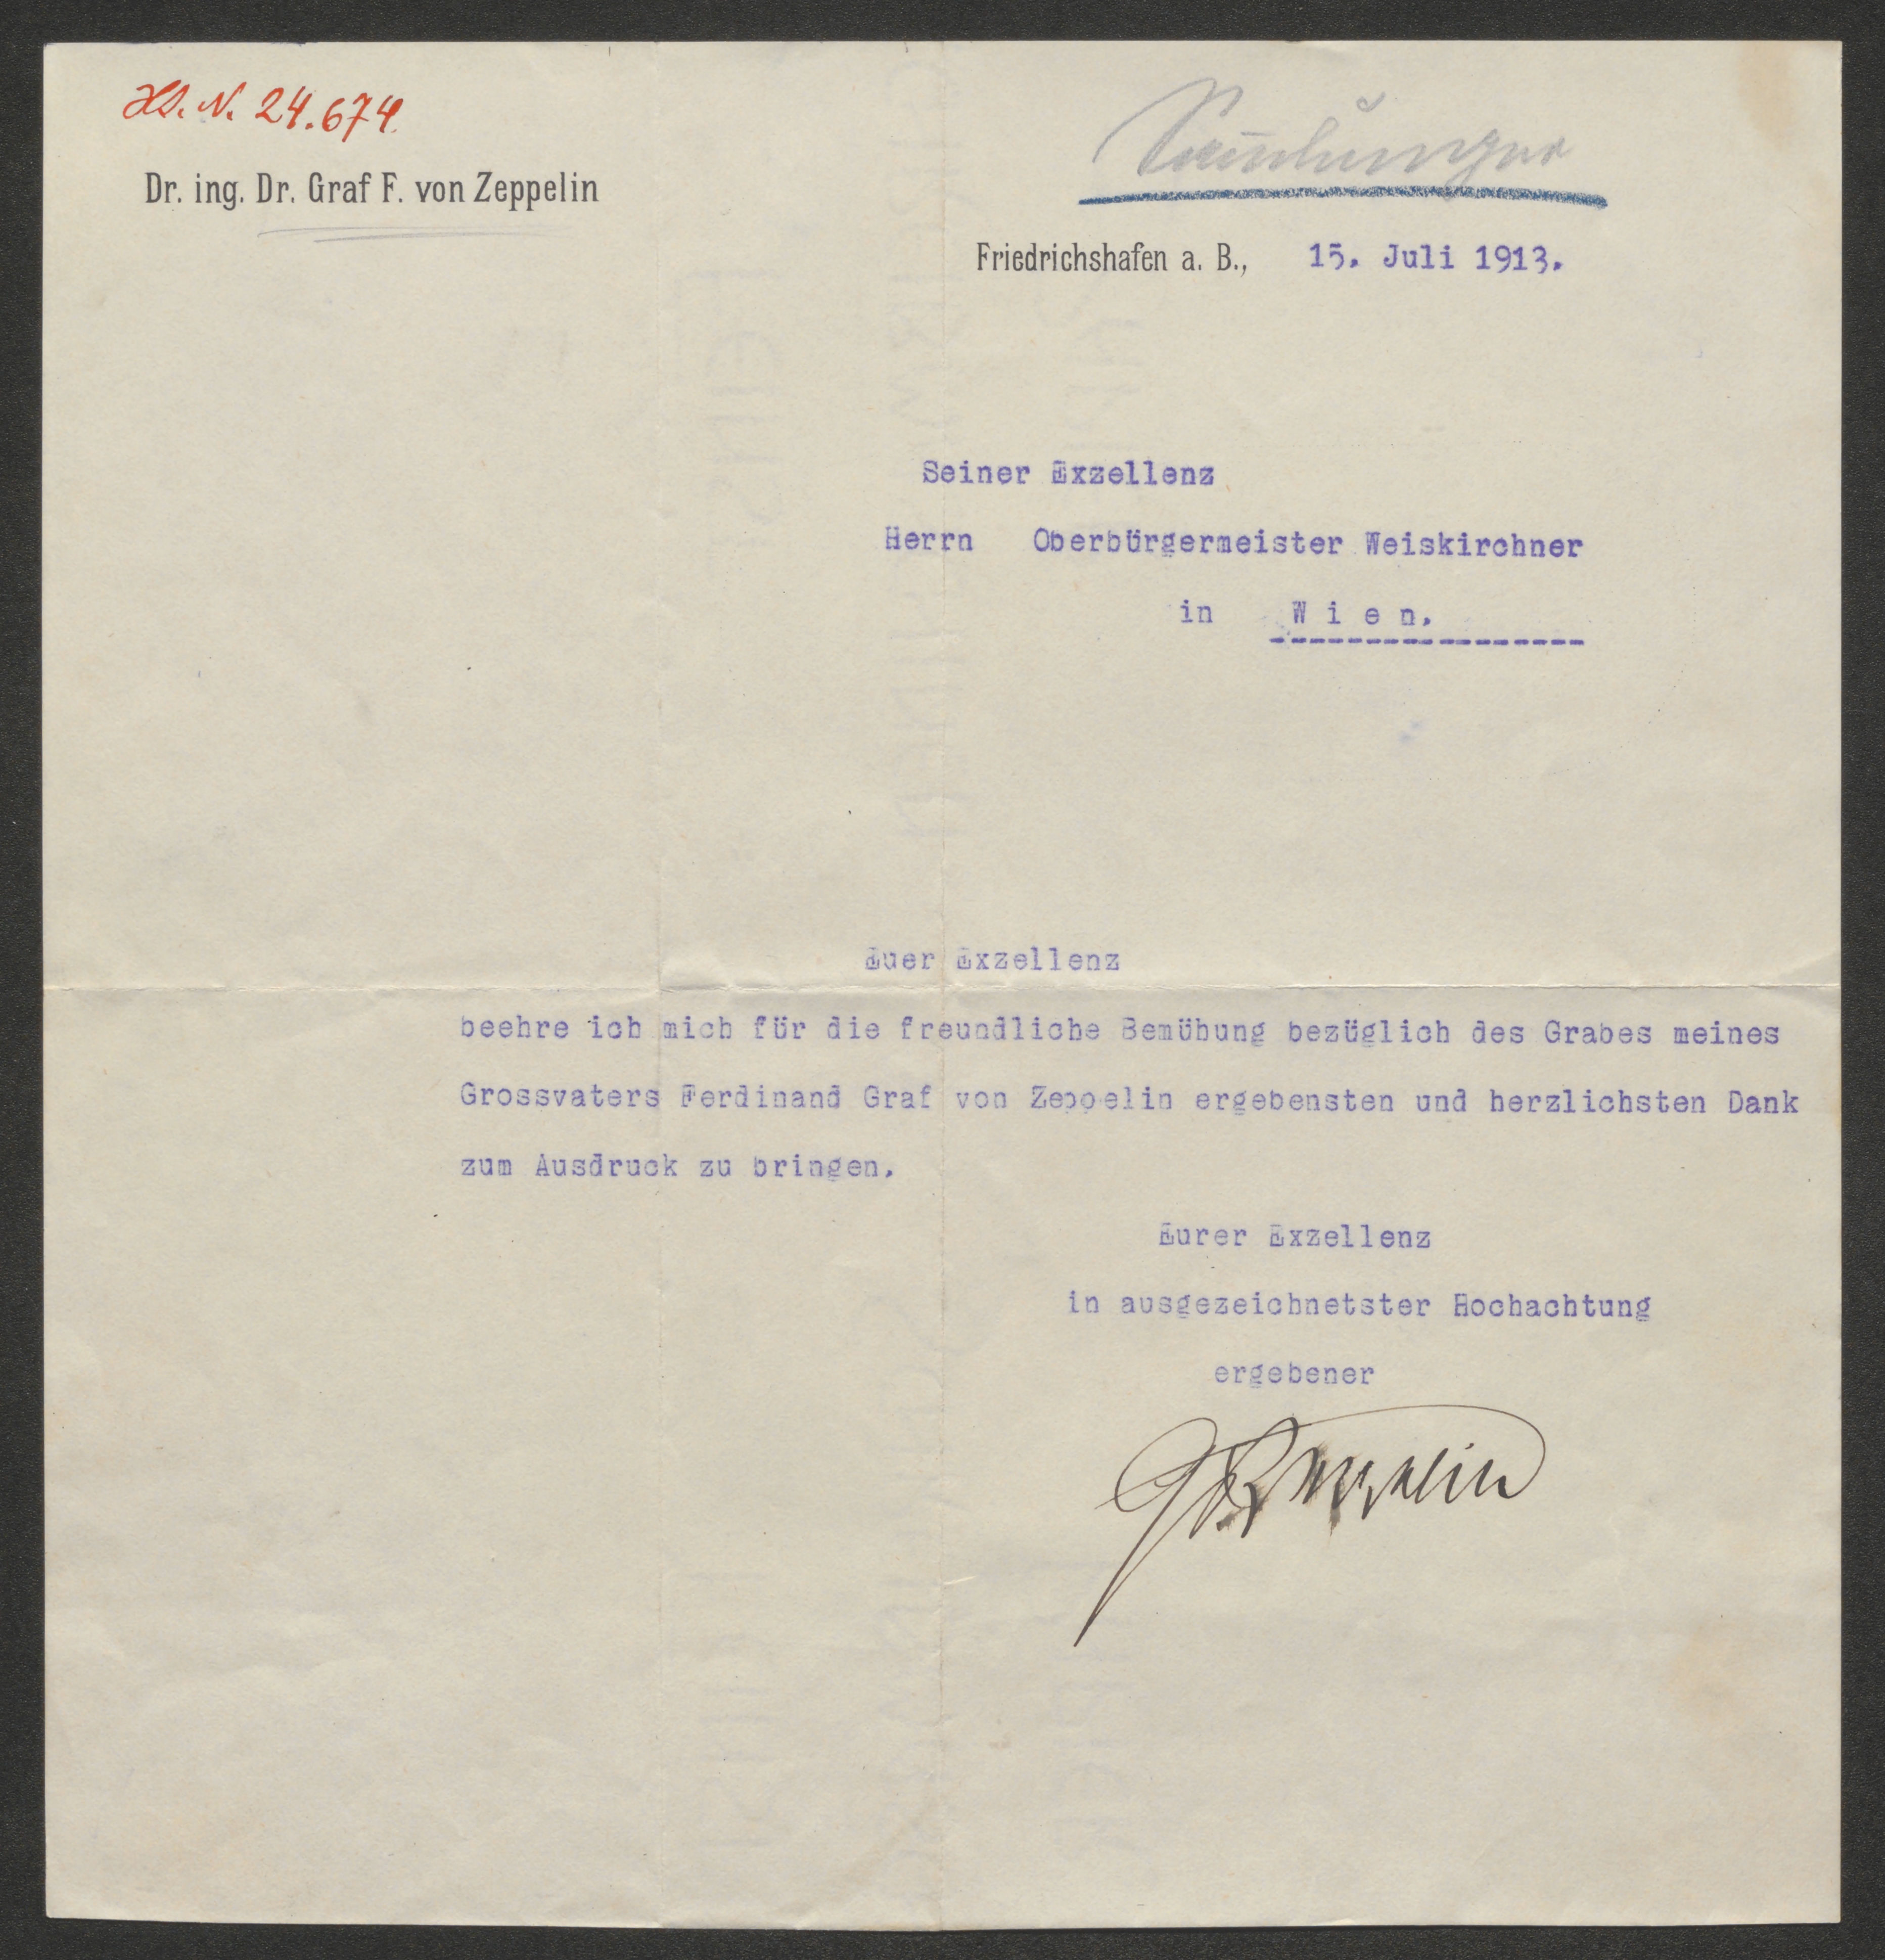 H.I.N. 24.674
Sammlungen
Dr. ing. Dr. Graf F. von Zeppelin
Friedrichshafen a. B., 15. Juli 1913.
Seiner Exzellenz
Herrn Oberbürgermeister Weiskirchner
in Wien.
Euer Exzellenz
beehre ich mich für die freundliche Bemühung bezüglich des Grabes meines
Grossvaters Ferdinand Graf von Zeppelin ergebensten und herzlichsten Dank
zum Ausdruck zu bringen.
Eurer Exzellenz
in ausgezeichnetster Hochachtung
ergebener
GfZeppelin